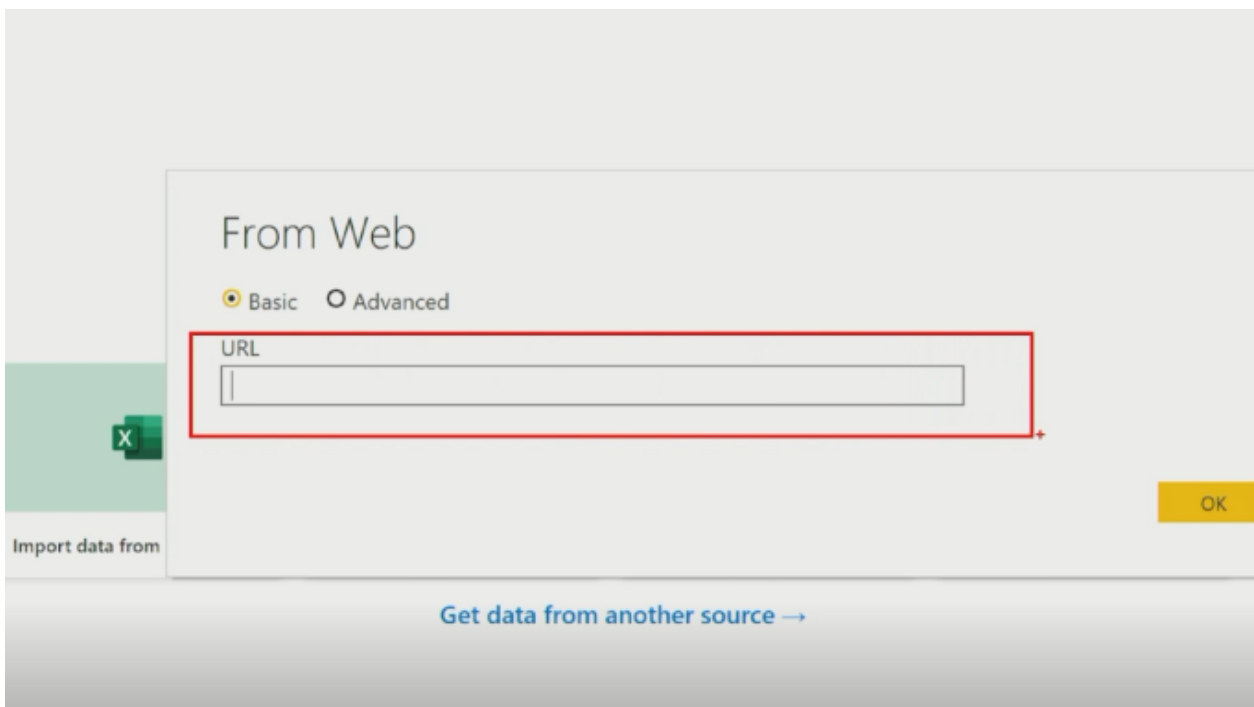 From Web
Basic Advanced
URL
OK
Import data from
Get data from another source →